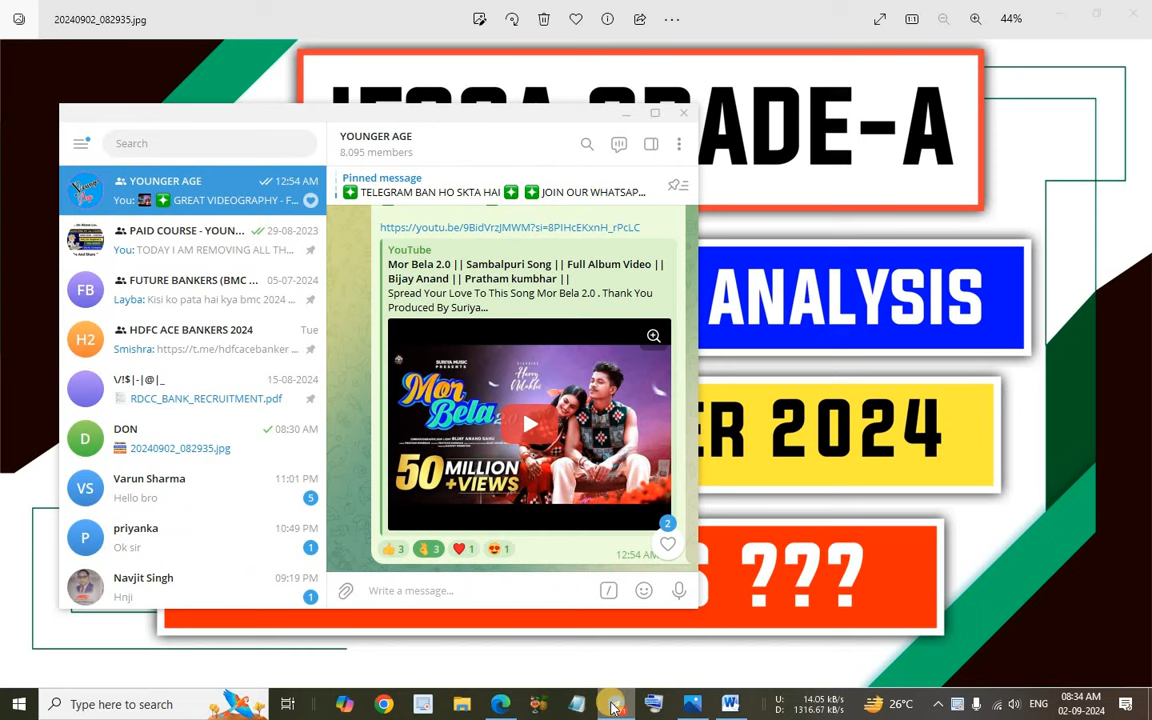 20240902_082935.jpg
44%
GRADE-A
ANALYSIS
ER 2024
S ???
Search
YOUNGER AGE
12:54 AM
You: GREAT VIDEOGRAPHY - F...
PAID COURSE - YOUN...
29-08-2023
You: TODAY I AM REMOVING ALL TH...
FB
FUTURE BANKERS (BMC ...
05-07-2024
Layba: Kisi ko pata hai kya bmc 2024 ...
H2
HDFC ACE BANKERS 2024
Tue
Smishra: https://t.me/hdfcacebanker ...
\/!$|-|@|_
15-08-2024
RDCC_BANK_RECRUITMENT.pdf
D
DON
08:30 AM
20240902_082935.jpg
VS
Varun Sharma
11:01 PM
Hello bro
5
P
priyanka
10:49 PM
Ok sir
1
Navjit Singh
09:19 PM
Hnji
1
YOUNGER AGE
8,095 members
Pinned message
TELEGRAM BAN HO SKTA HAI JOIN OUR WHATSAP...
https://youtu.be/9BidVrzJMWM?si=8PIHcEKxnH_rPcLC
YouTube
Mor Bela 2.0 || Sambalpuri Song || Full Album Video ||
Bijay Anand || Pratham kumbhar ||
Spread Your Love To This Song Mor Bela 2.0 . Thank You
Produced By Suriya...
SURIYA MUSIC
PRESENTS
Mor
Bela 2.0
50 MILLION
+VIEWS
3
3
1
1
2
12:54 AM
Write a message...
Type here to search
U: 14.05 kB/s
D: 1316.67 kB/s
26°C
ENG
08:34 AM
02-09-2024